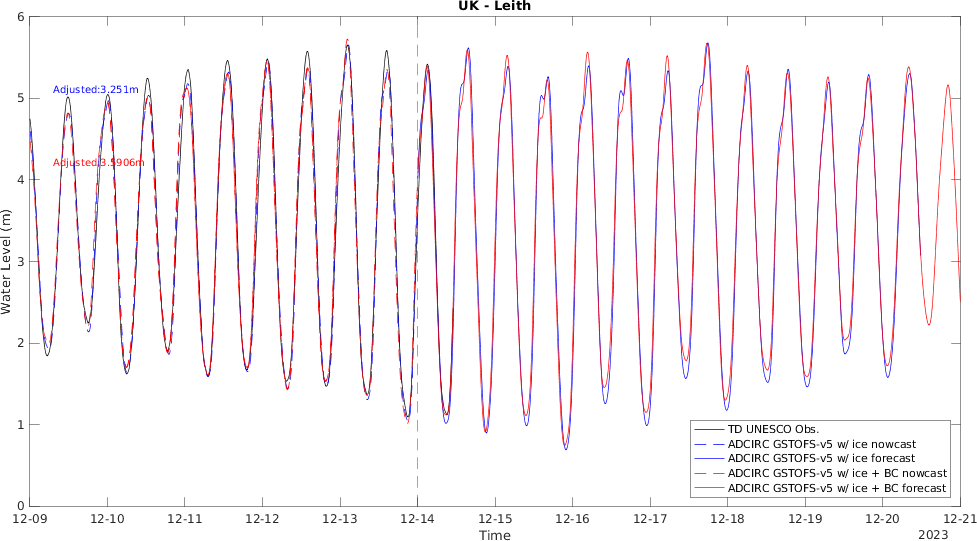 UK - Leith
6
5
4
3
2
1
0
Water Level (m)
Adjusted:3.251m
Adjusted:3.5906m
TD UNESCO Obs.
ADCIRC GSTOFS-v5 w/ ice nowcast
ADCIRC GSTOFS-v5 w/ ice forecast
ADCIRC GSTOFS-v5 w/ ice + BC nowcast
ADCIRC GSTOFS-v5 w/ ice + BC forecast
12-09 12-10 12-11 12-12 12-13 12-14 12-15 12-16 12-17 12-18 12-19 12-20 12-21
Time
2023